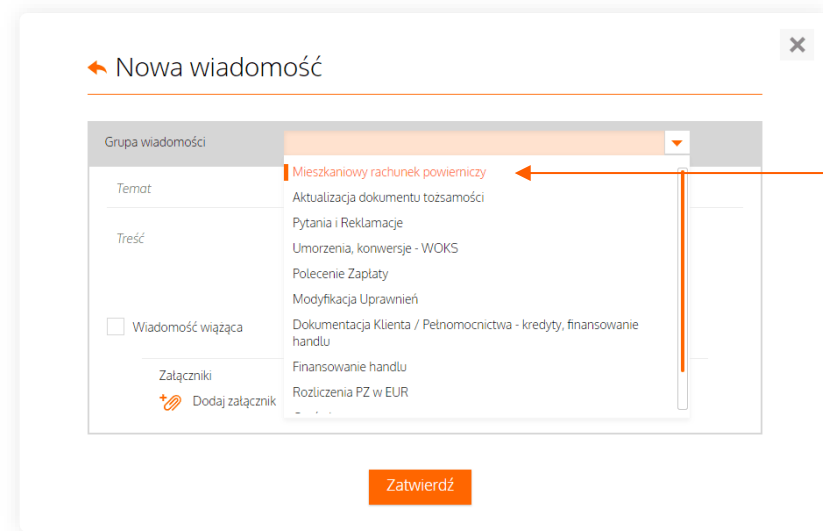 Nowa wiadomość
Grupa wiadomości
Mieszkaniowy rachunek powierniczy
Temat
Aktualizacja dokumentu tożsamości
Pytania i Reklamacje
Treść
Umorzenia, konwersje - WOKS
Polecenie Zapłaty
Modyfikacja Uprawnień
Wiadomość wiążąca
Dokumentacja Klienta / Pełnomocnictwa - kredyty, finansowanie
handlu
Finansowanie handlu
Załączniki
Rozliczenia PZ w EUR
Dodaj załącznik
Zatwierdź